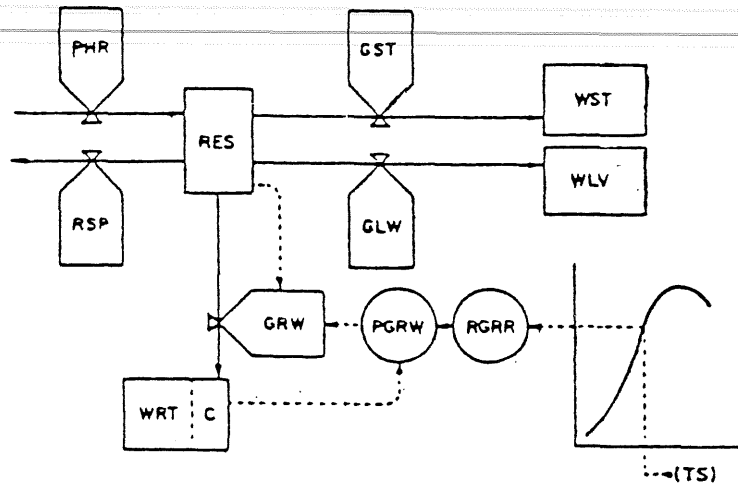 PHR
GST
WST
RES
WLV
RSP
GLW
GRW
PGRW
RGRR
WRT
C
(TS)